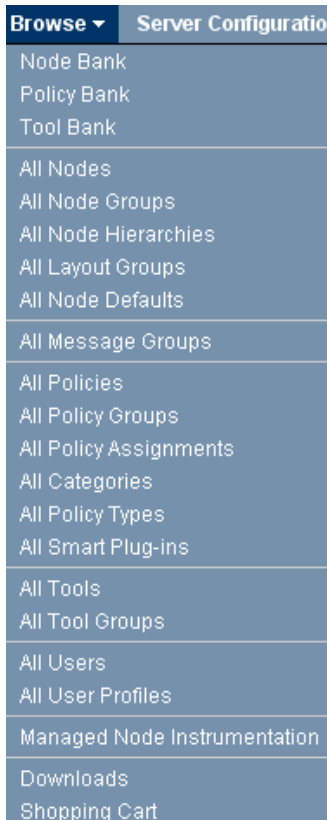 Browse ▾ Server Configuratio
Node Bank
Policy Bank
Tool Bank
All Nodes
All Node Groups
All Node Hierarchies
All Layout Groups
All Node Defaults
All Message Groups
All Policies
All Policy Groups
All Policy Assignments
All Categories
All Policy Types
All Smart Plug-ins
All Tools
All Tool Groups
All Users
All User Profiles
Managed Node Instrumentation
Downloads
Shopping Cart